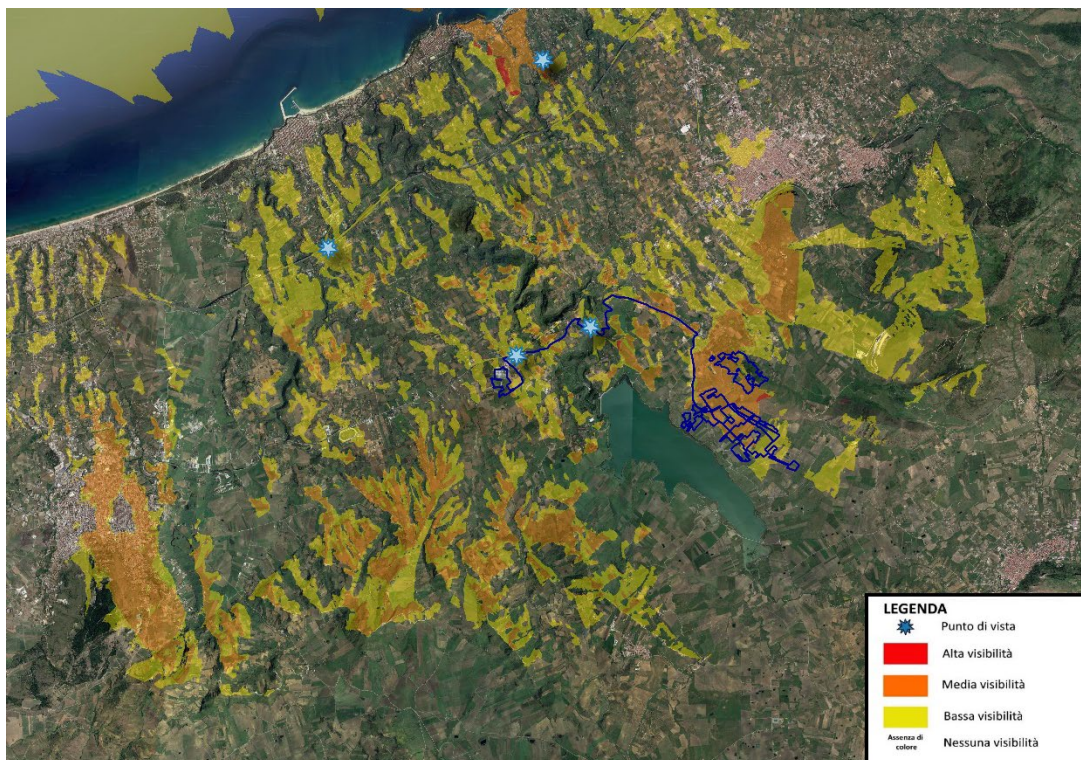 LEGENDA
Punto di vista
Alta visibilità
Media visibilità
Bassa visibilità
Assenza di
colore
Nessuna visibilità